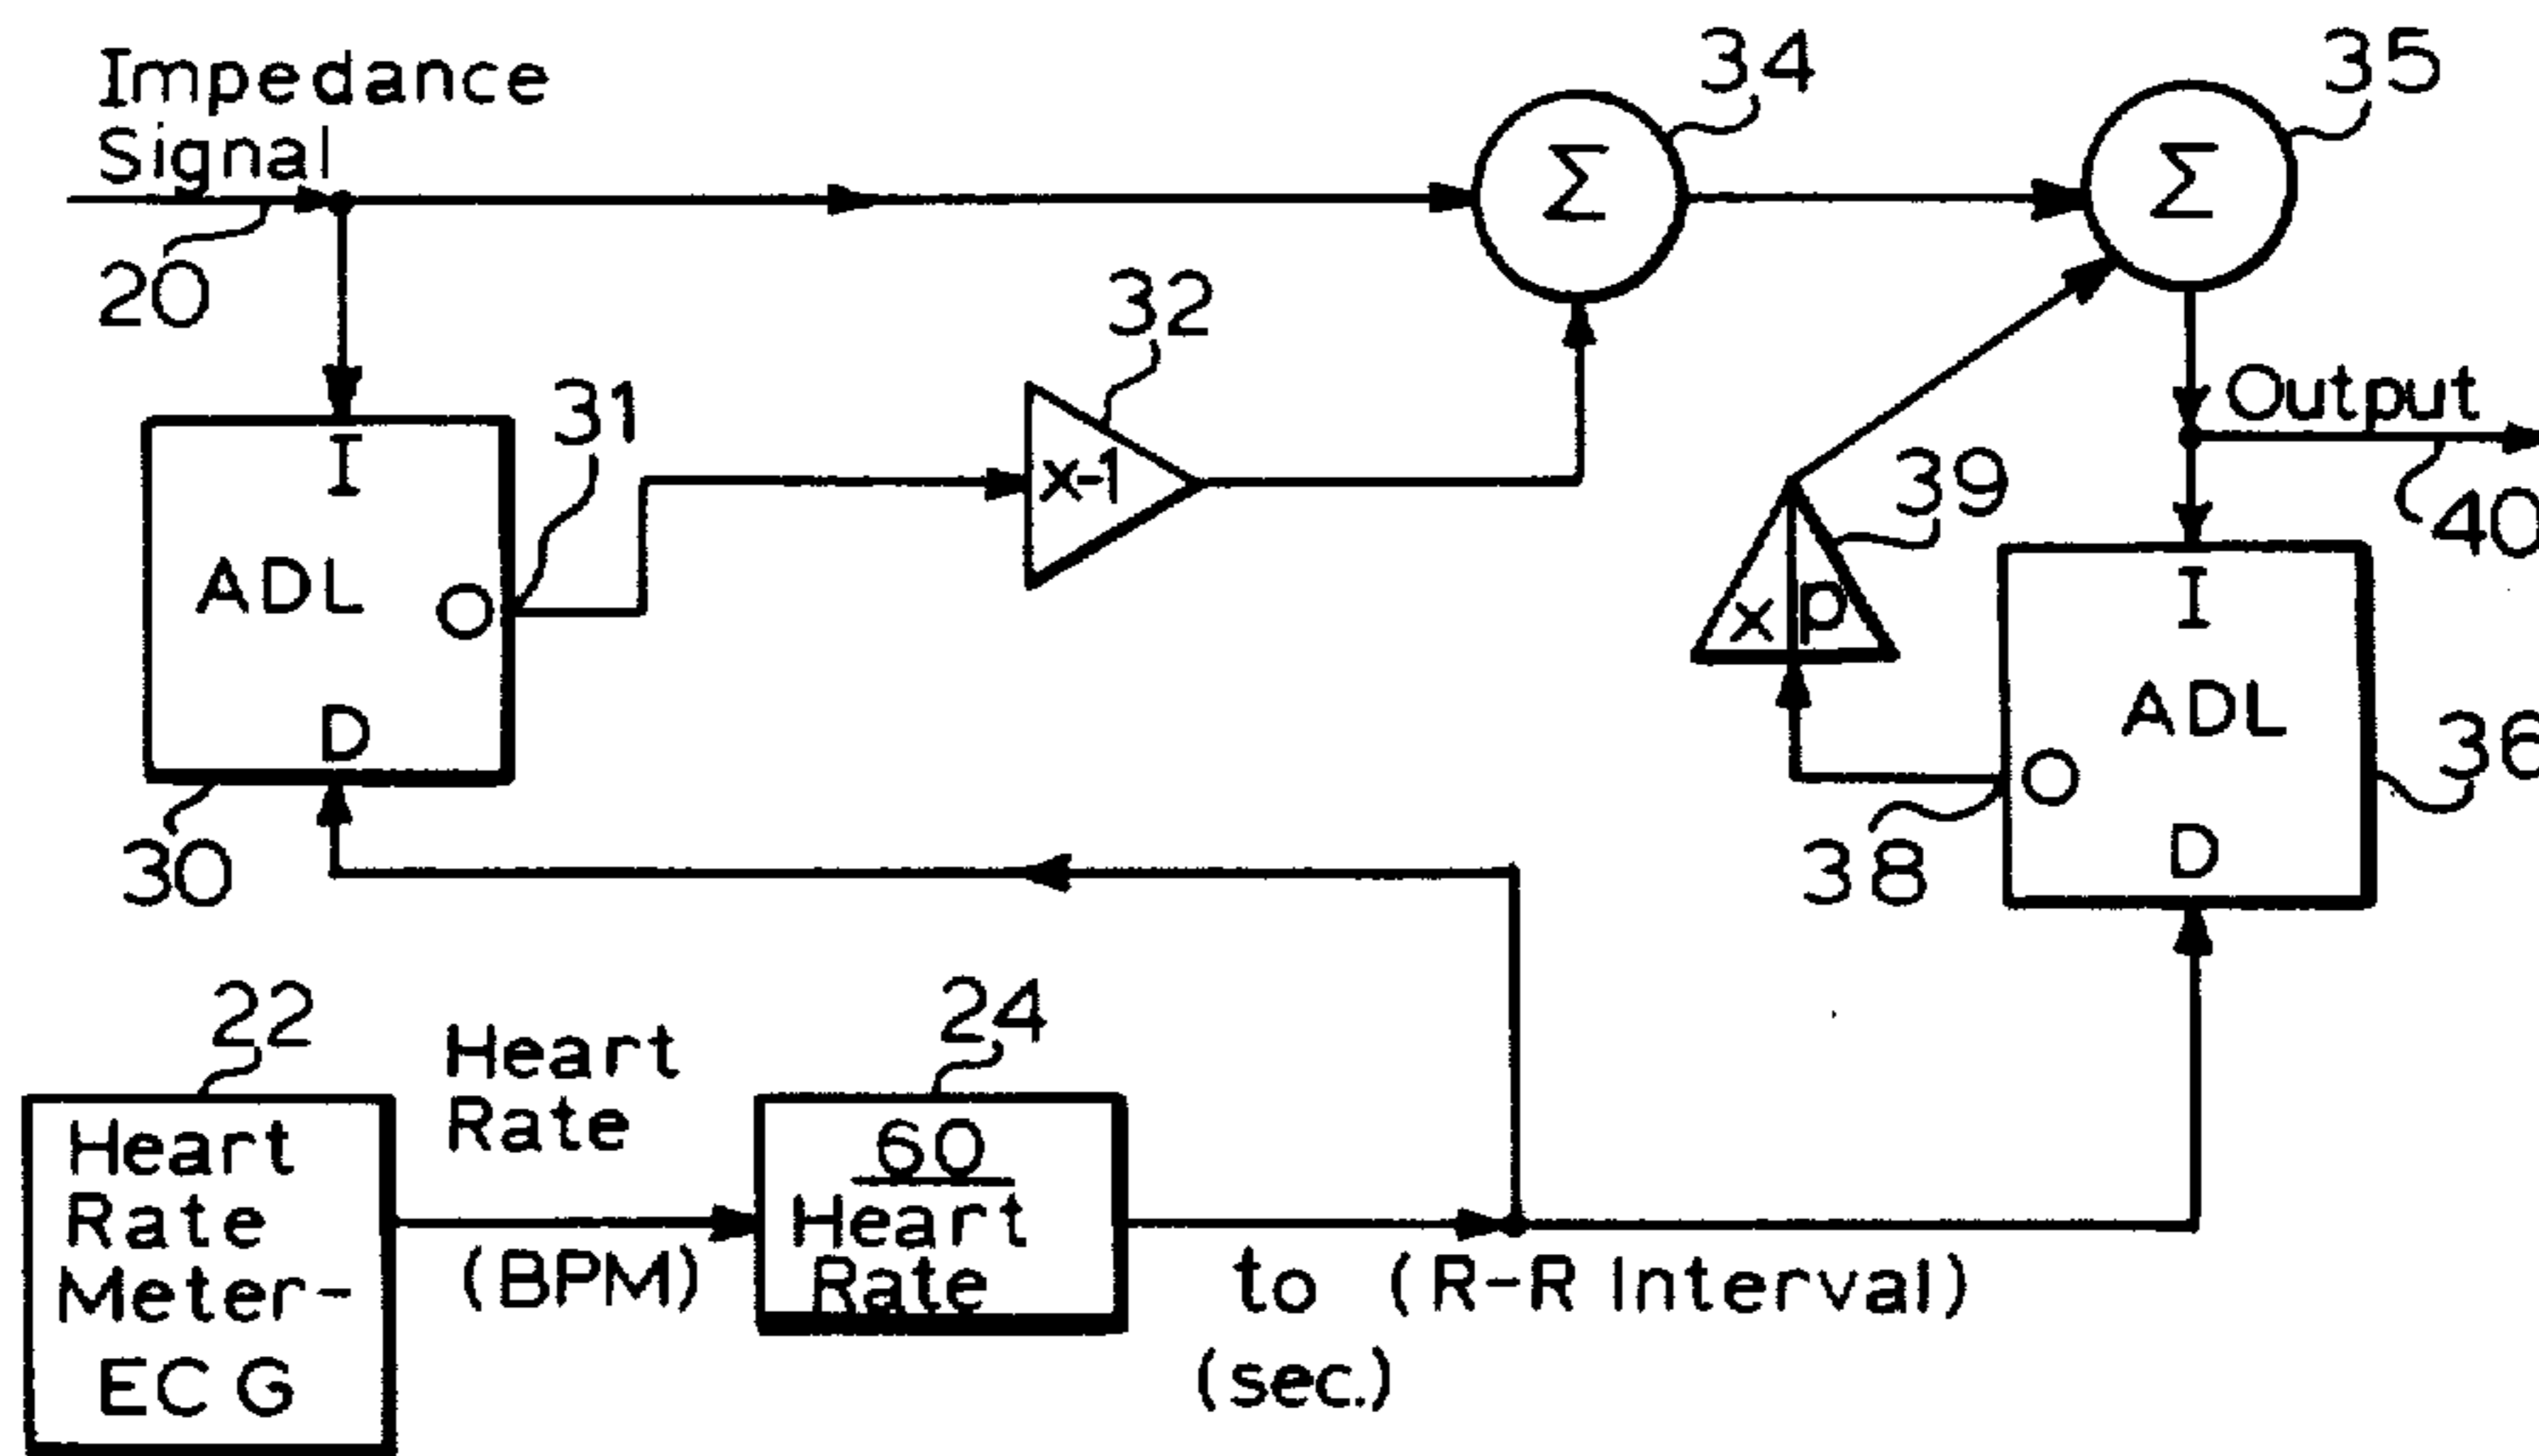 Impedance
Signal
20
34
35
Σ
Σ
32
x-1
31
I
ADL
O
D
30
Output
40
39
x p
I
ADL
O
D
36
38
22
Heart
Rate
(BPM)
24
Heart
Rate
Meter-
ECG
60
Heart
Rate
to (R-R Interval)
(sec.)